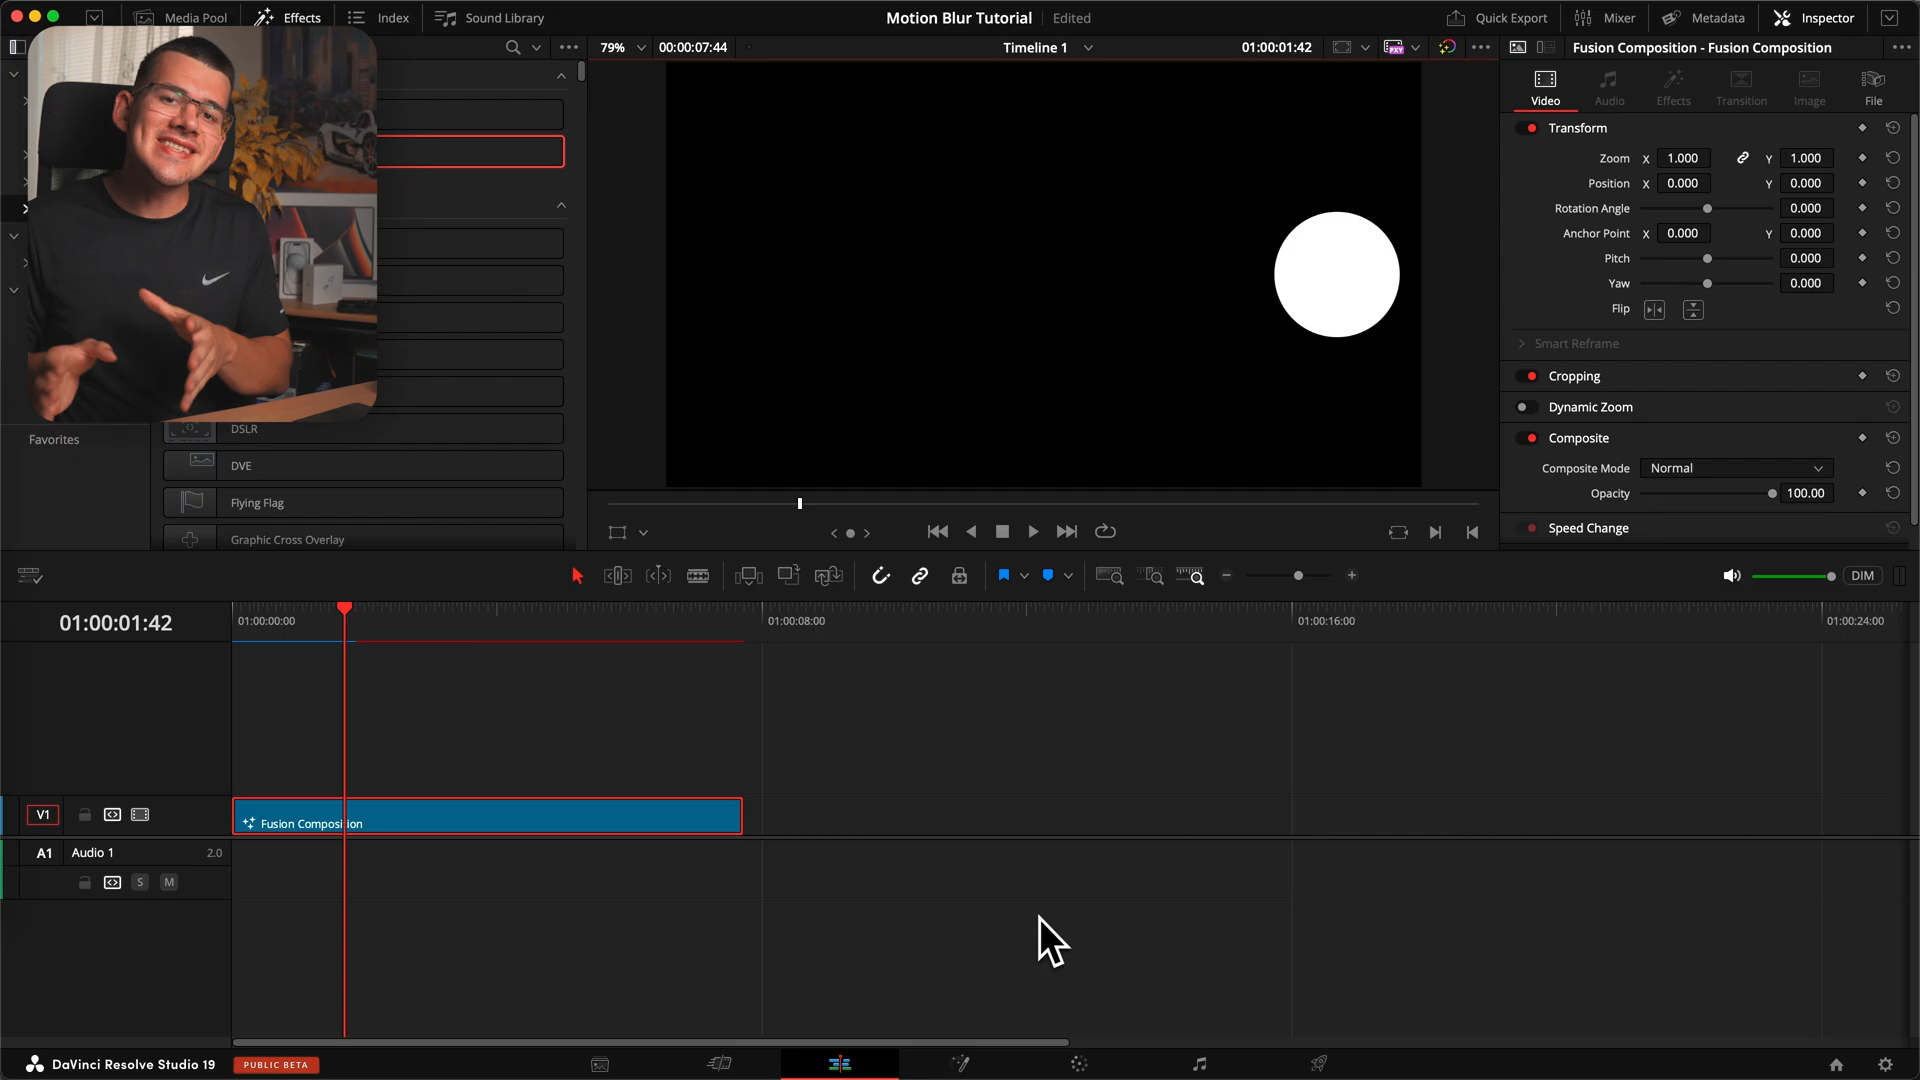 Media Pool
Effects
Index
Sound Library
Motion Blur Tutorial
Edited
Quick Export
Mixer
Metadata
Inspector
79%
00:00:07:44
Timeline 1
01:00:01:42
PXY
Fusion Composition - Fusion Composition
Video
Audio
Effects
Transition
Image
File
Transform
Zoom X 1.000 Y 1.000
Position X 0.000 Y 0.000
Rotation Angle 0.000
Anchor Point X 0.000 Y 0.000
Pitch 0.000
Yaw 0.000
Flip
Smart Reframe
Cropping
Dynamic Zoom
Composite
Composite Mode Normal
Opacity 100.00
Speed Change
Favorites
DSLR
DVE
Flying Flag
Graphic Cross Overlay
DIM
01:00:01:42
01:00:00:00
01:00:08:00
01:00:16:00
01:00:24:00
V1
Fusion Composition
A1 Audio 1 2.0
S M
DaVinci Resolve Studio 19
PUBLIC BETA